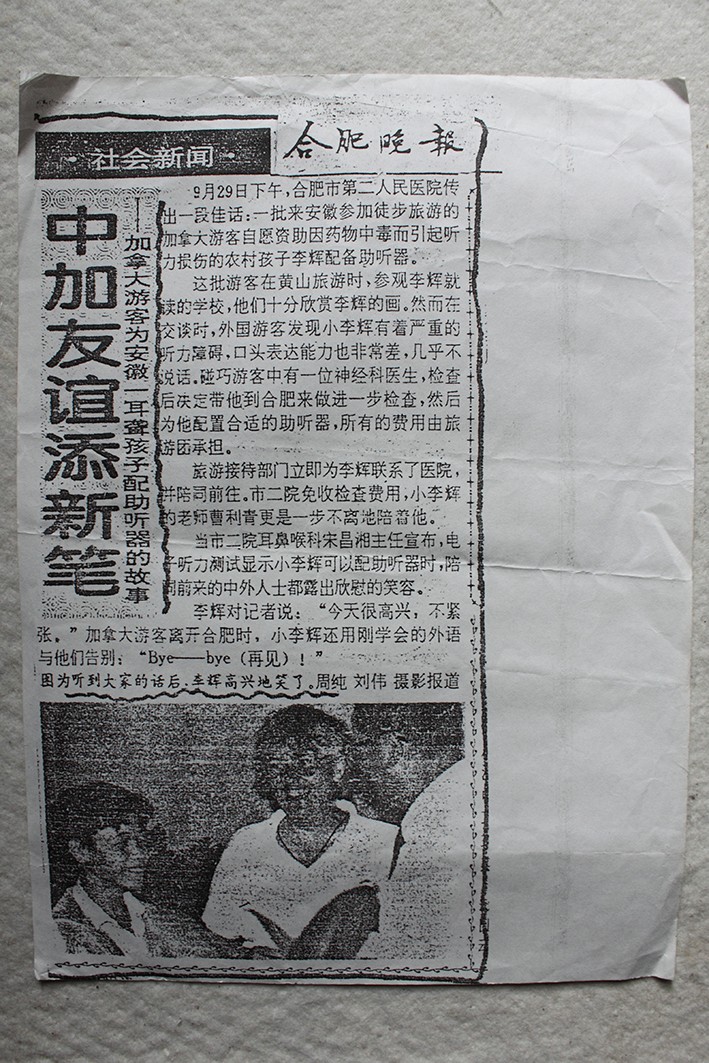 ·社会新闻·
合肥晚報
中加友谊添新笔
——加拿大游客为安徽一耳聋孩子配助听器的故事
9月29日下午，合肥市第二人民医院传
出一段佳话：一批来安徽参加徒步旅游的
加拿大游客自愿资助因药物中毒而引起听
力损伤的农村孩子李辉配备助听器。
这批游客在黄山旅游时，参观李辉就
读的学校，他们十分欣赏李辉的画。然而在
交谈时，外国游客发现小李辉有着严重的
听力障碍，口头表达能力也非常差，几乎不
说话。碰巧游客中有一位神经科医生，检查
后决定带他到合肥来做进一步检查，然后
为他配置合适的助听器，所有的费用由旅
游团承担。
旅游接待部门立即为李辉联系了医院，
并陪同前往。市二院免收检查费用，小李辉
的老师曹利青更是一步不离地陪着他。
当市二院耳鼻喉科宋昌湘主任宣布，电
子听力测试显示小李辉可以配助听器时，陪
同前来的中外人士都露出欣慰的笑容。
李辉对记者说：“今天很高兴，不紧
张。”加拿大游客离开合肥时，小李辉还用刚学会的外语
与他们告别：“Bye——bye（再见）！”
图为听到大家的话后，李辉高兴地笑了。周纯 刘伟 摄影报道